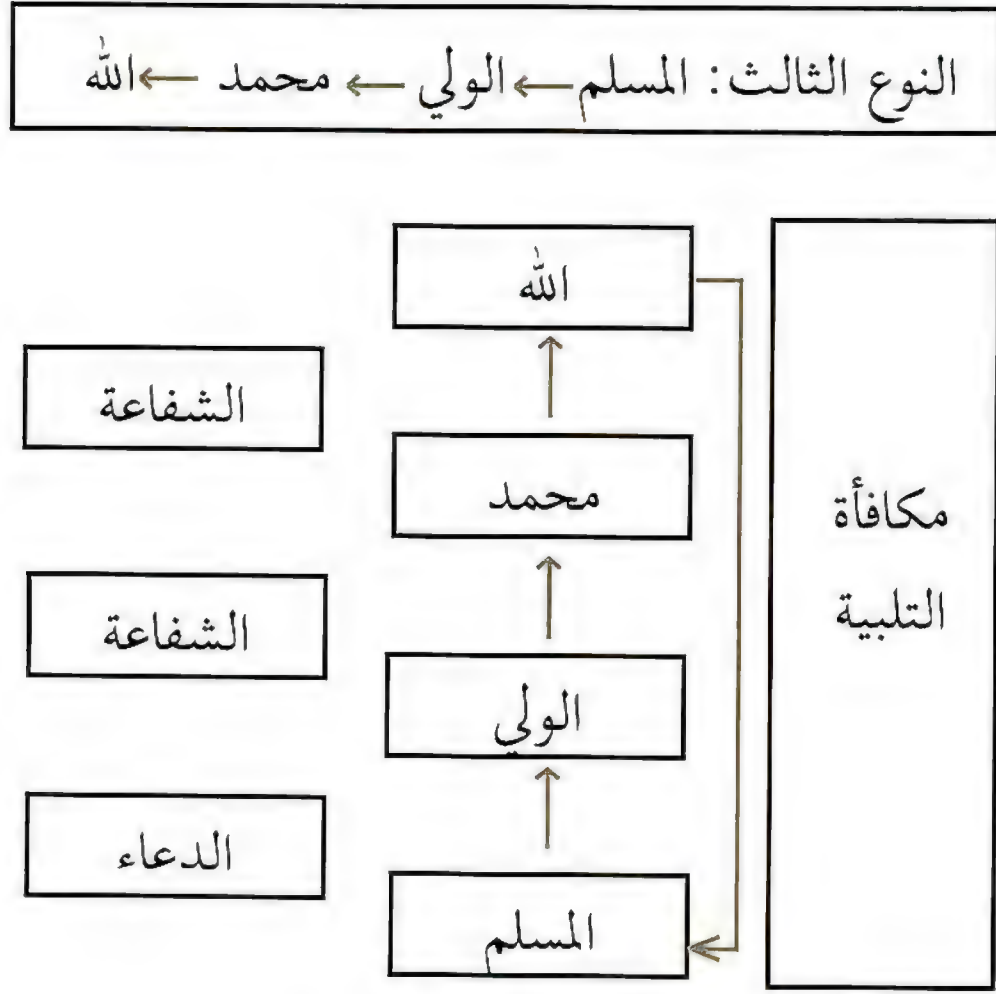 النوع الثالث: المسلم ← الولي ← محمد ← الله
الله
الشفاعة
محمد
مكافأة
التلبية
الشفاعة
الولي
الدعاء
المسلم